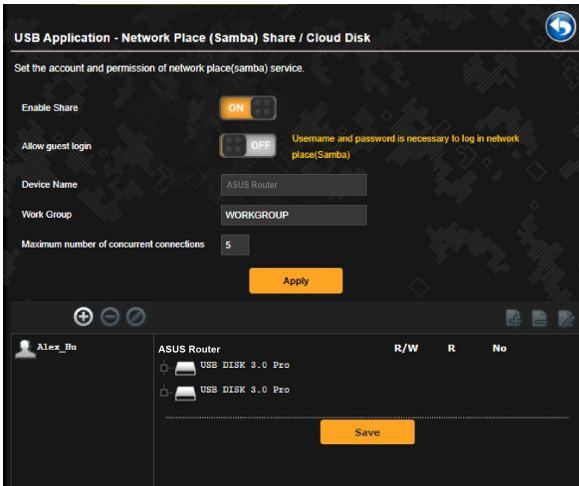 USB Application - Network Place (Samba) Share / Cloud Disk
Set the account and permission of network place(samba) service.
Enable Share
ON
Allow guest login
OFF
Username and password is necessary to log in network
place(Samba)
Device Name
ASUS Router
Work Group
WORKGROUP
Maximum number of concurrent connections
5
Apply
Alex_Hu
ASUS Router R/W R No
USB DISK 3.0 Pro
USB DISK 3.0 Pro
Save